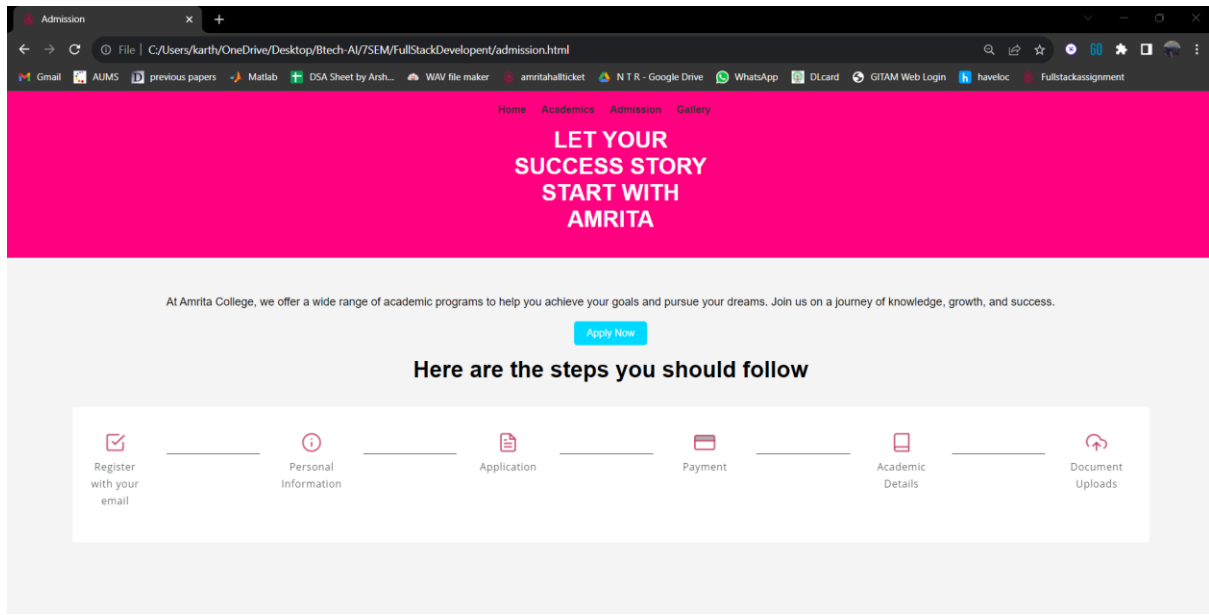 Admission
File | C:/Users/karth/OneDrive/Desktop/Btech-AI/7SEM/FullStackDevelopent/admission.html
Gmail AUMS previous papers Matlab DSA Sheet by Arsh... WAV file maker amritahallticket N T R - Google Drive WhatsApp DLcard GITAM Web Login haveloc Fullstackassignment
Home Academics Admission Gallery
LET YOUR
SUCCESS STORY
START WITH
AMRITA
At Amrita College, we offer a wide range of academic programs to help you achieve your goals and pursue your dreams. Join us on a journey of knowledge, growth, and success.
Apply Now
Here are the steps you should follow
Register
with your
email
Personal
Information
Application
Payment
Academic
Details
Document
Uploads